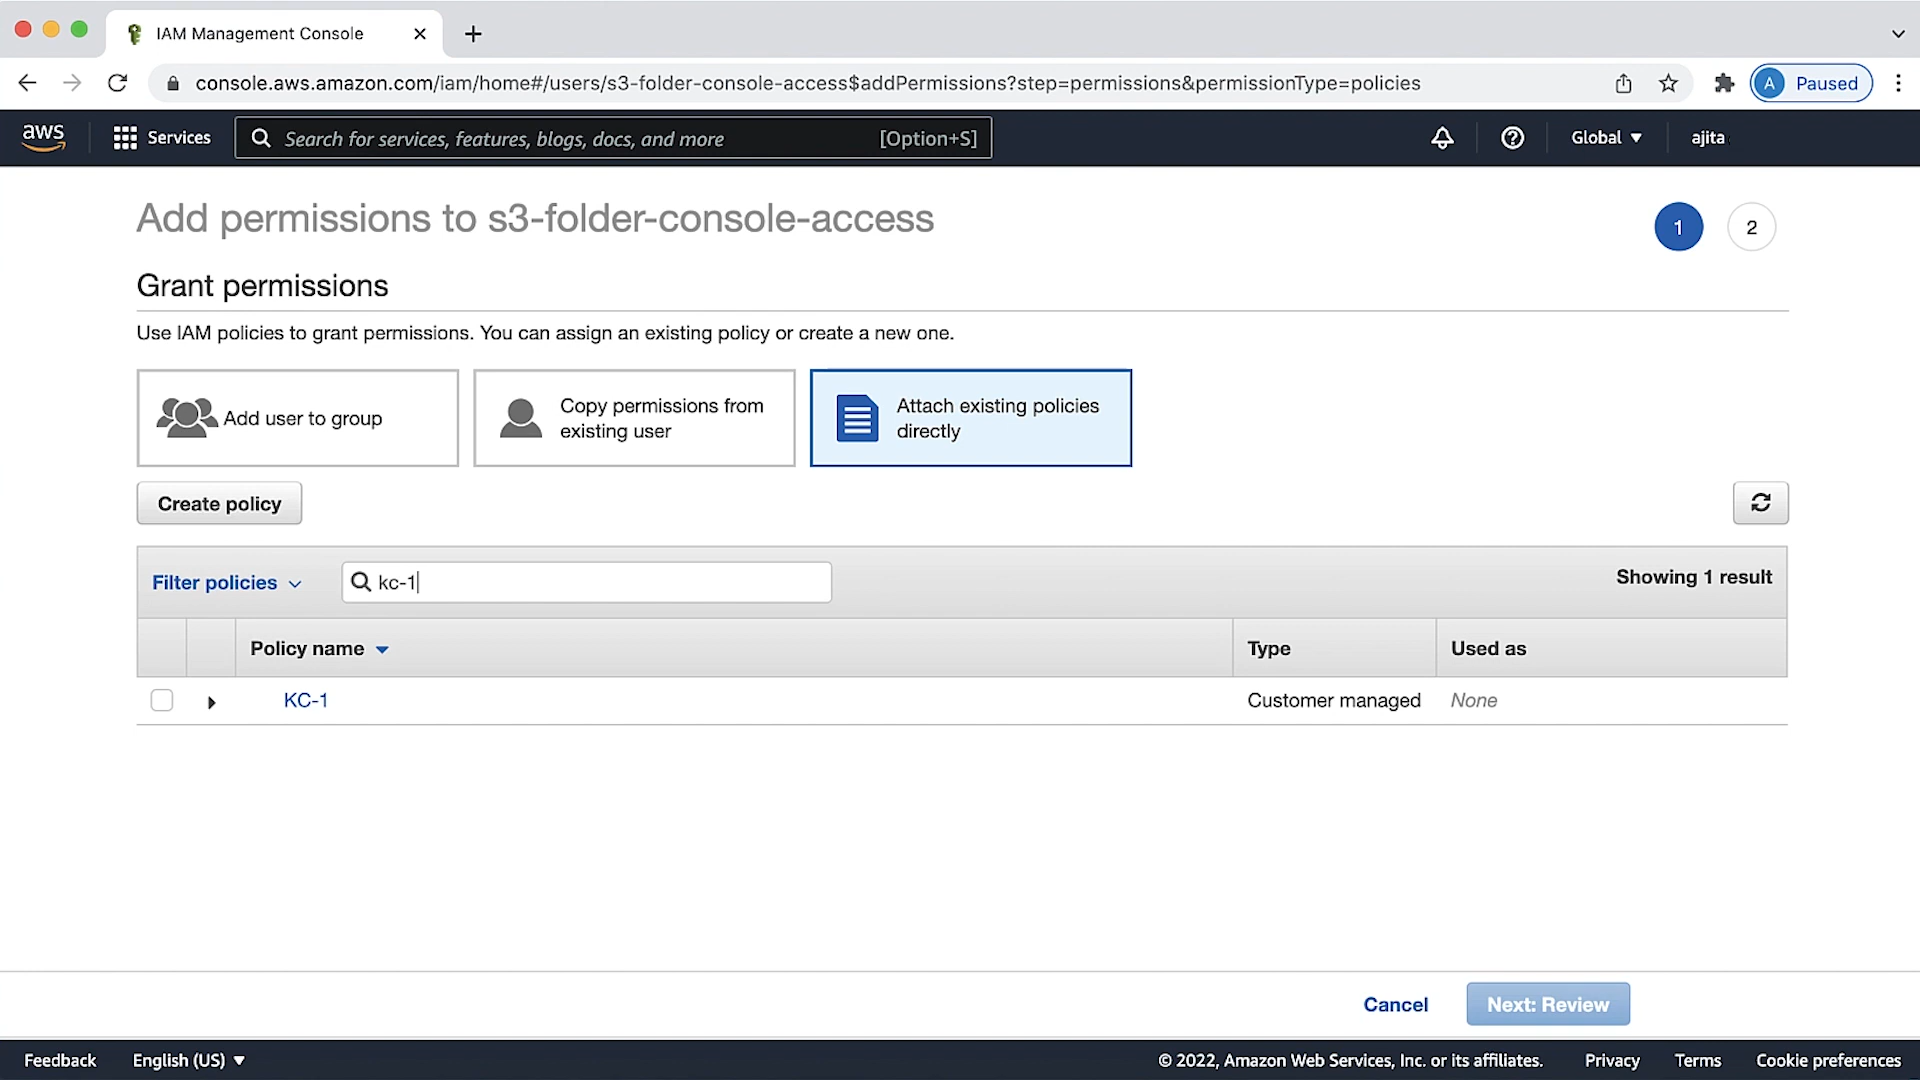 IAM Management Console
console.aws.amazon.com/iam/home#/users/s3-folder-console-access$addPermissions?step=permissions&permissionType=policies
A Paused
aws Services Search for services, features, blogs, docs, and more [Option+S] Global ajita
Add permissions to s3-folder-console-access
1 2
Grant permissions
Use IAM policies to grant permissions. You can assign an existing policy or create a new one.
Add user to group
Copy permissions from
existing user
Attach existing policies
directly
Create policy
Filter policies kc-1 Showing 1 result
Policy name Type Used as
KC-1 Customer managed None
Cancel Next: Review
Feedback English (US) © 2022, Amazon Web Services, Inc. or its affiliates. Privacy Terms Cookie preferences